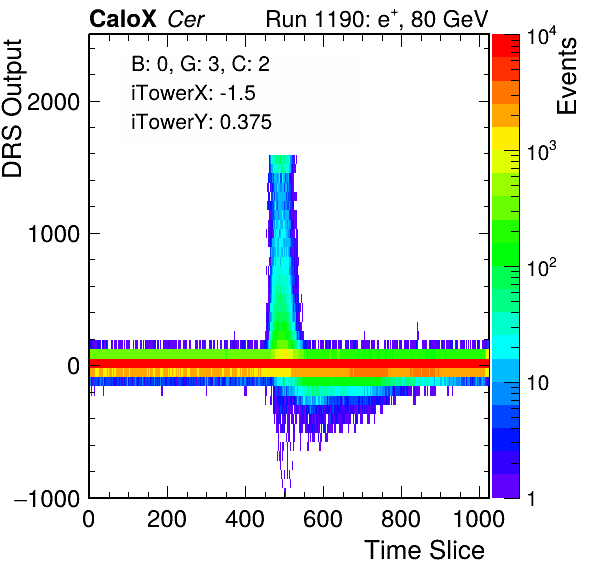 CaloX Cer Run 1190: e⁺, 80 GeV
B: 0, G: 3, C: 2
iTowerX: -1.5
iTowerY: 0.375
DRS Output
2000
1000
0
−1000
0 200 400 600 800 1000
Time Slice
Events
10⁴
10³
10²
10
1